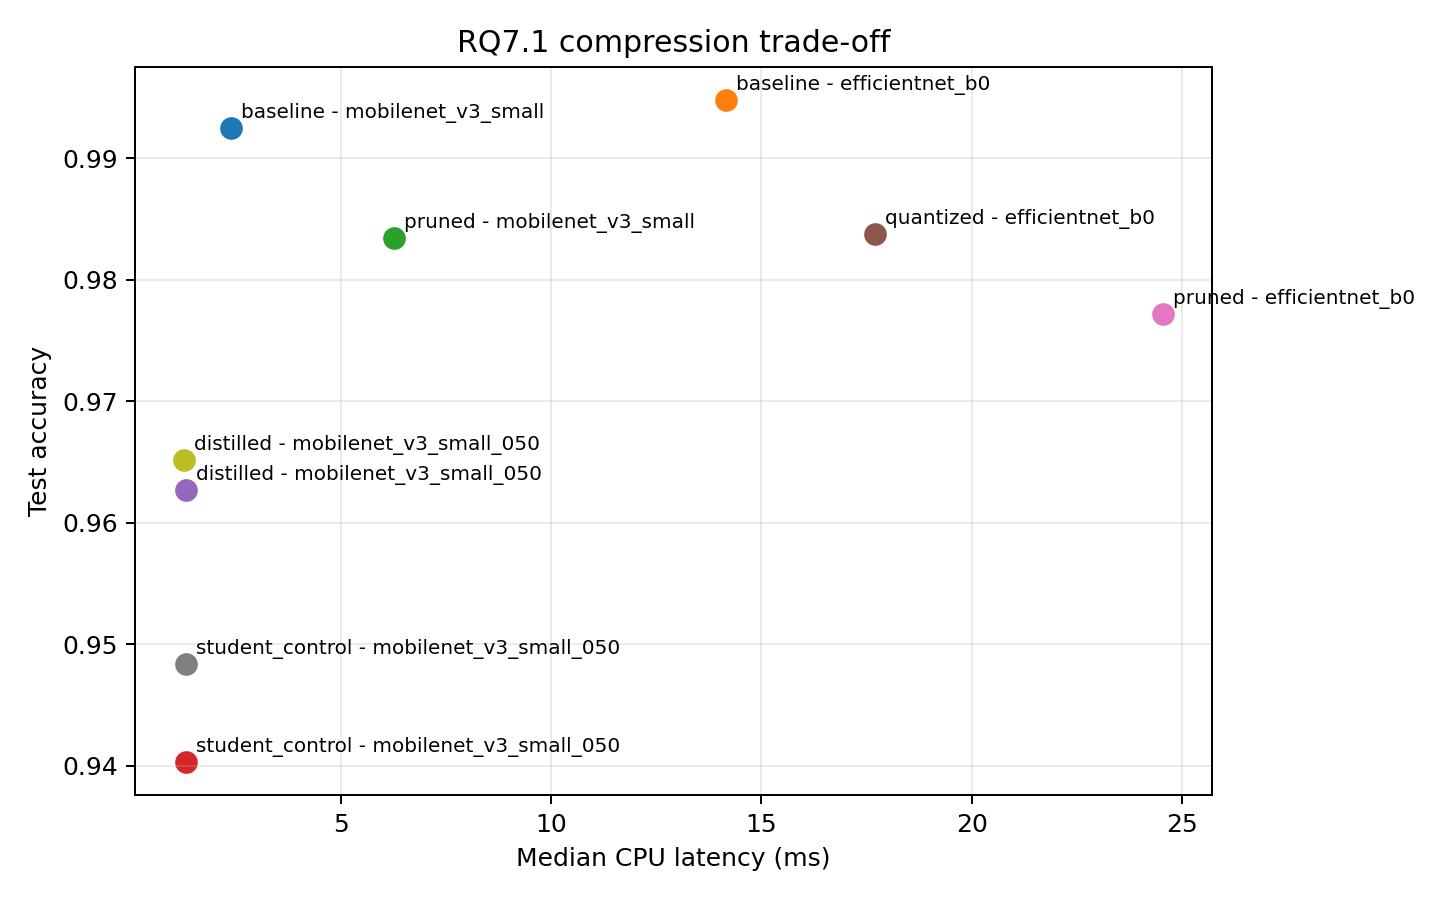 RQ7.1 compression trade-off
baseline - efficientnet_b0
baseline - mobilenet_v3_small
0.99
pruned - mobilenet_v3_small
quantized - efficientnet_b0
0.98
pruned - efficientnet_b0
0.97
distilled - mobilenet_v3_small_050
distilled - mobilenet_v3_small_050
0.96
0.95
student_control - mobilenet_v3_small_050
student_control - mobilenet_v3_small_050
0.94
Test accuracy
5 10 15 20 25
Median CPU latency (ms)